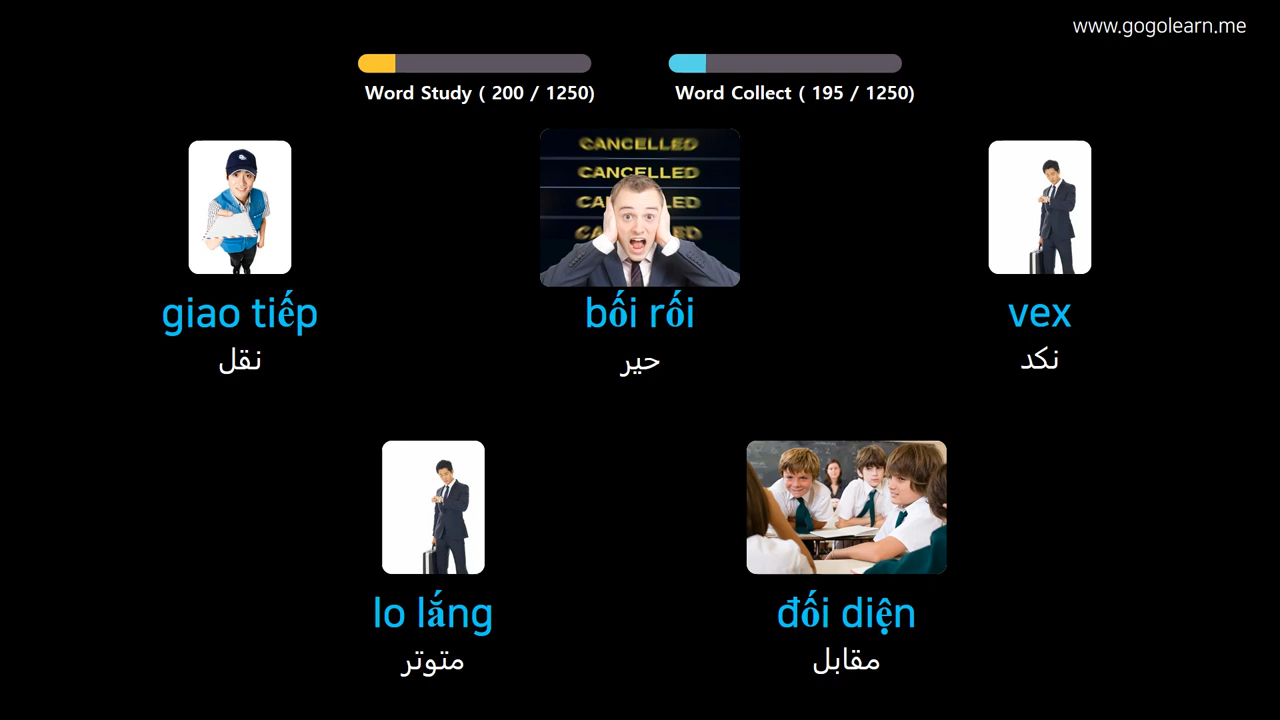 www.gogolearn.me
Word Study ( 200 / 1250)
Word Collect ( 195 / 1250)
CANCELLED
CANCELLED
giao tiếp
نقل
bối rối
حير
vex
نكد
lo lắng
متوتر
đối diện
مقابل